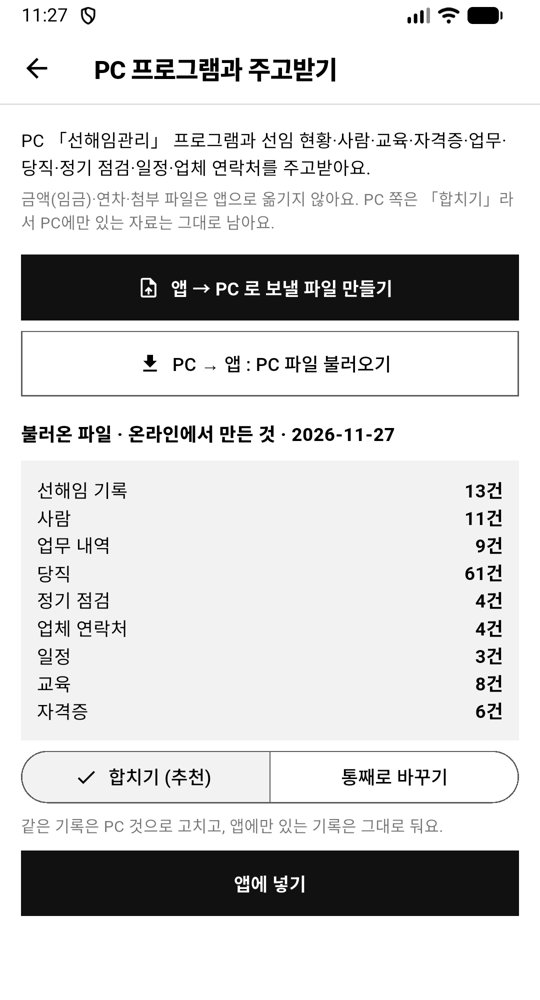 11:27
PC 프로그램과 주고받기
PC 「선해임관리」 프로그램과 선임 현황·사람·교육·자격증·업무·
당직·정기 점검·일정·업체 연락처를 주고받아요.
금액(임금)·연차·첨부 파일은 앱으로 옮기지 않아요. PC 쪽은 「합치기」라
서 PC에만 있는 자료는 그대로 남아요.
앱 → PC 로 보낼 파일 만들기
PC → 앱 : PC 파일 불러오기
불러온 파일 · 온라인에서 만든 것 · 2026-11-27
선해임 기록 13건
사람 11건
업무 내역 9건
당직 61건
정기 점검 4건
업체 연락처 4건
일정 3건
교육 8건
자격증 6건
합치기 (추천) 통째로 바꾸기
같은 기록은 PC 것으로 고치고, 앱에만 있는 기록은 그대로 둬요.
앱에 넣기